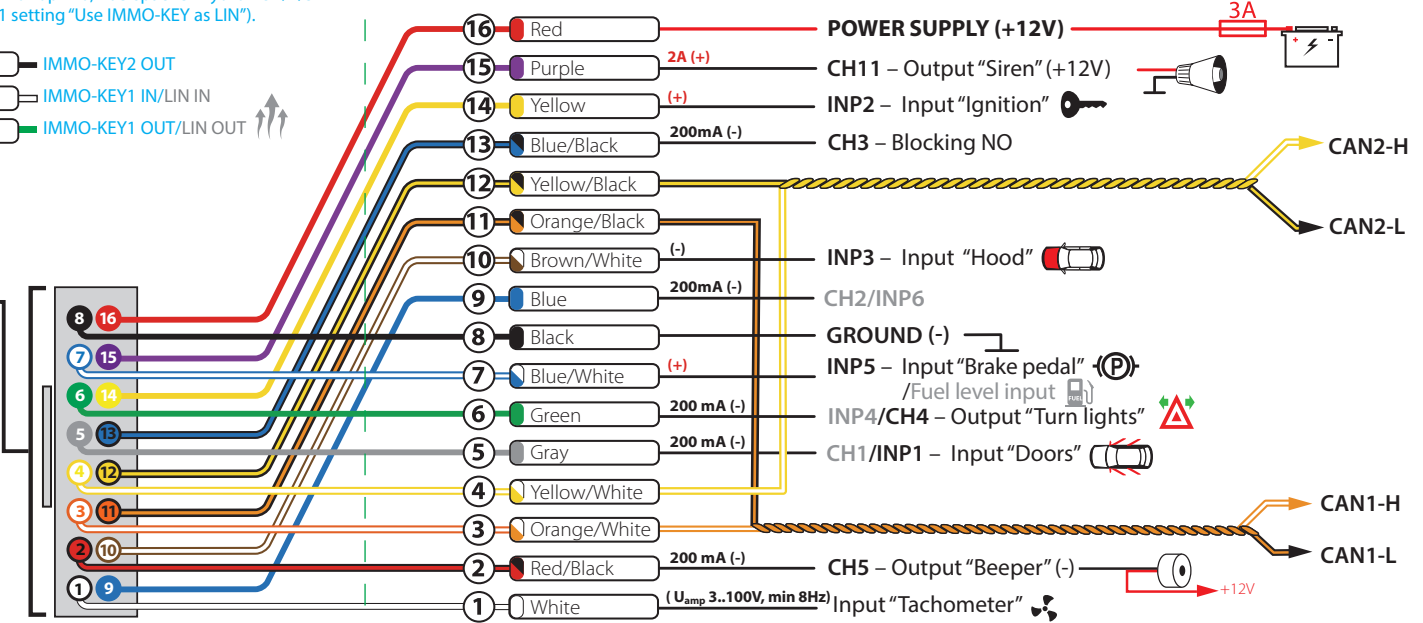 1 setting “Use IMMO-KEY as LIN”).
IMMO-KEY2 OUT
IMMO-KEY1 IN/LIN IN
IMMO-KEY1 OUT/LIN OUT
16 Red POWER SUPPLY (+12V) 3A
15 Purple 2A (+) CH11 – Output “Siren” (+12V)
14 Yellow (+) INP2 – Input “Ignition”
13 Blue/Black 200mA (-) CH3 – Blocking NO
CAN2-H
12 Yellow/Black
11 Orange/Black
CAN2-L
10 Brown/White (-) INP3 – Input “Hood”
9 Blue 200mA (-) CH2/INP6
8 Black GROUND (-)
7 Blue/White (+) INP5 – Input “Brake pedal” (P)
/Fuel level input FUEL
6 Green 200 mA (-) INP4/CH4 – Output “Turn lights”
5 Gray 200 mA (-) CH1/INP1 – Input “Doors”
4 Yellow/White
CAN1-H
3 Orange/White
CAN1-L
2 Red/Black 200 mA (-) CH5 – Output “Beeper” (-)
+12V
1 White ( Uamp 3..100V, min 8Hz) Input “Tachometer”
8 16
7 15
6 14
5 13
4 12
3 11
2 10
1 9